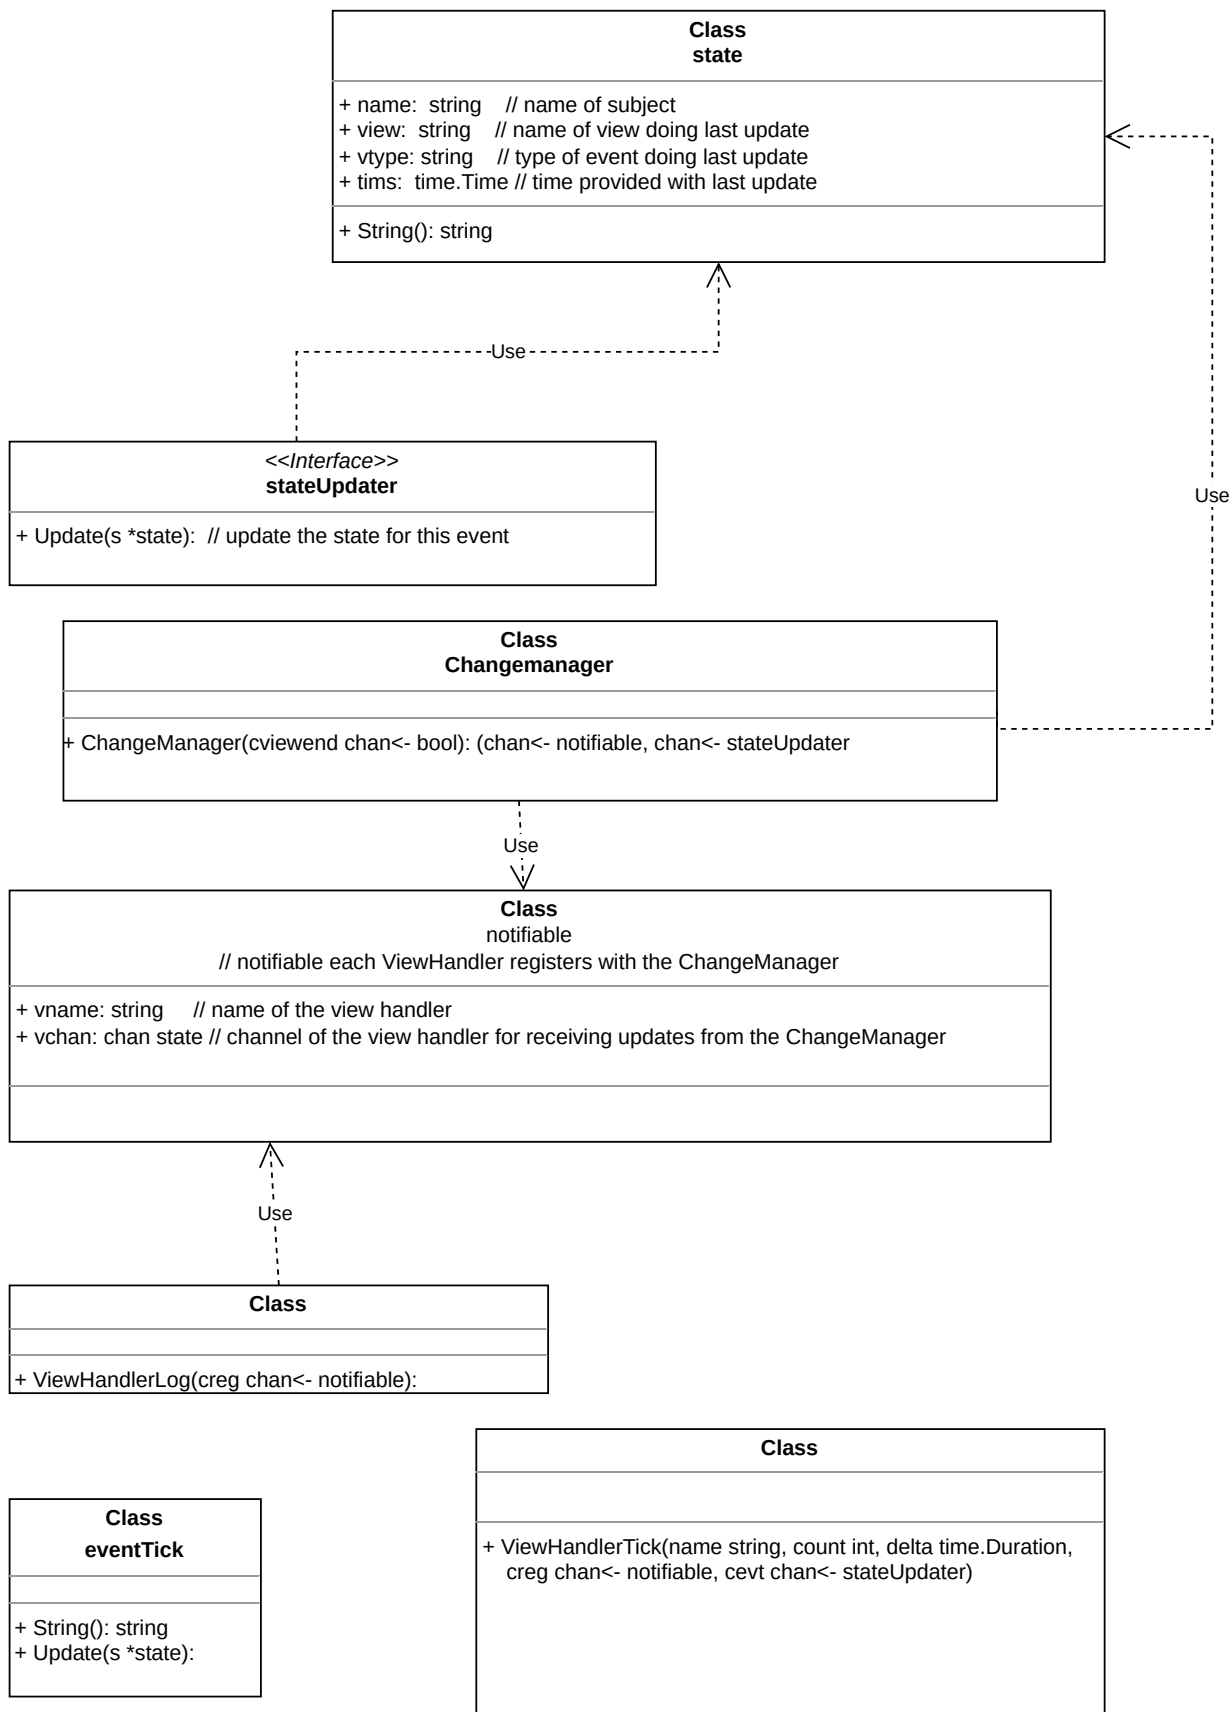 Class
state
+ name:  string    // name of subject
+ view:  string    // name of view doing last update
+ vtype: string    // type of event doing last update
+ tims:  time.Time // time provided with last update
+ String(): string
Use
Use
<<Interface>>
stateUpdater
+ Update(s *state):  // update the state for this event
Class
Changemanager
+ ChangeManager(cviewend chan<- bool): (chan<- notifiable, chan<- stateUpdater
Use
Class
notifiable
// notifiable each ViewHandler registers with the ChangeManager
+ vname: string     // name of the view handler
+ vchan: chan state // channel of the view handler for receiving updates from the ChangeManager
Use
Class
+ ViewHandlerLog(creg chan<- notifiable):
Class
+ ViewHandlerTick(name string, count int, delta time.Duration,
creg chan<- notifiable, cevt chan<- stateUpdater)
Class
eventTick
+ String(): string
+ Update(s *state):